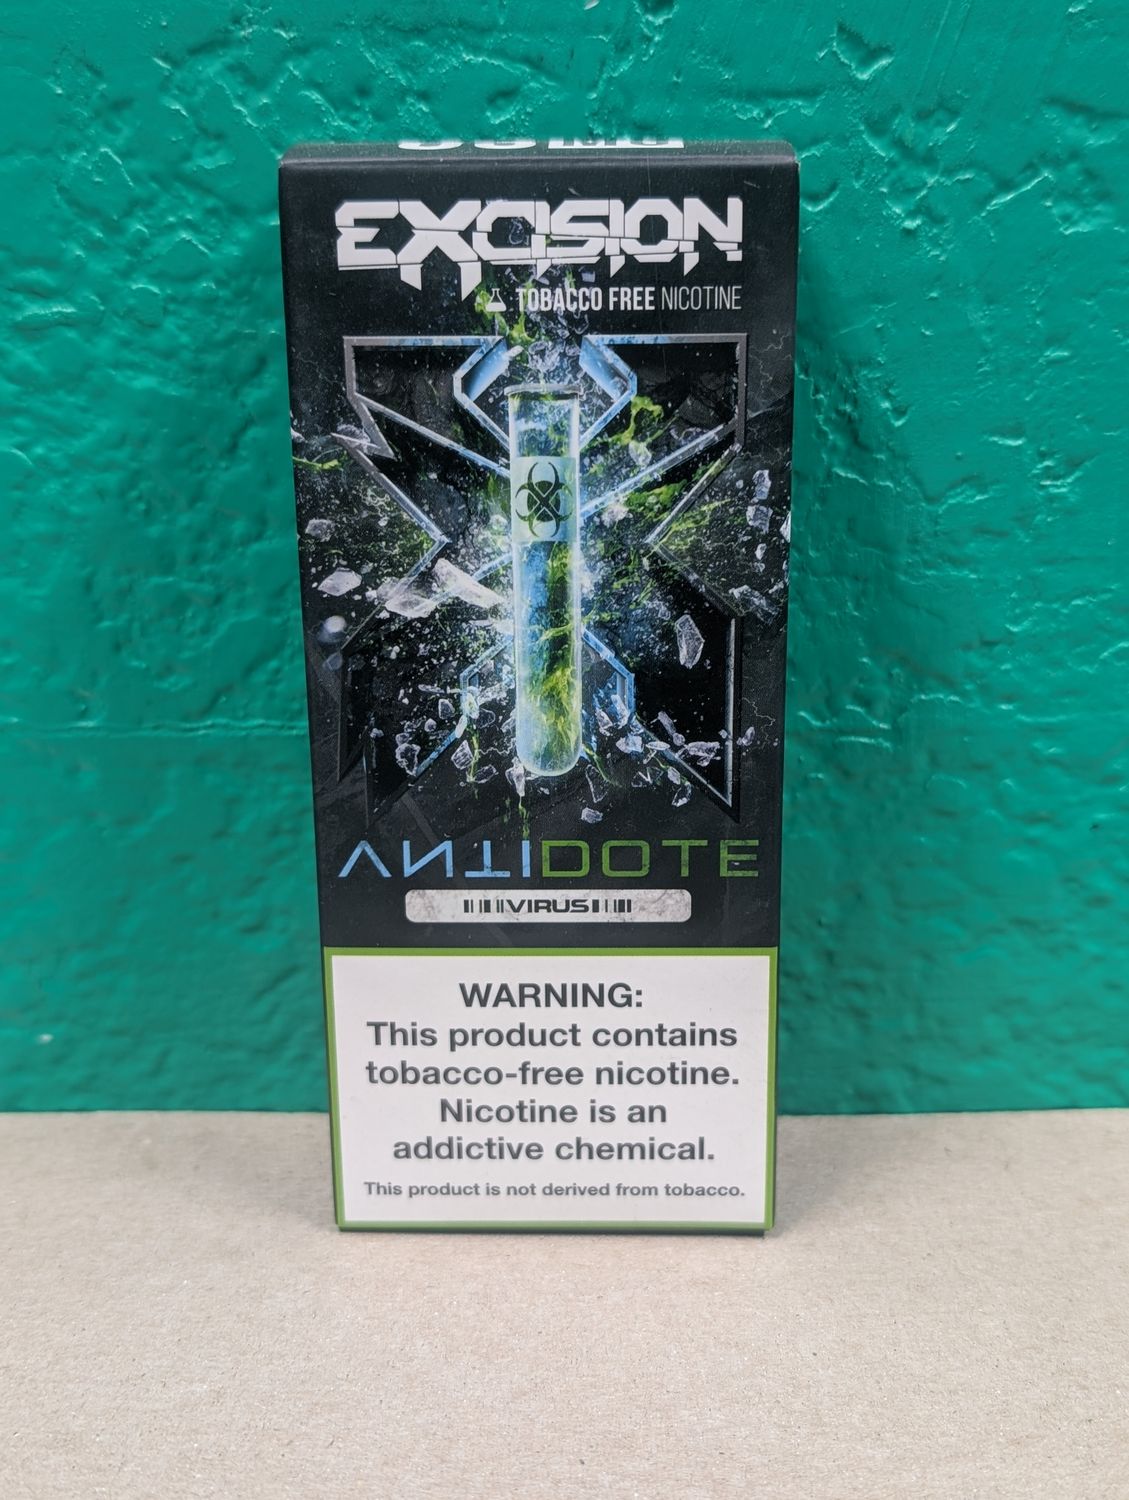 EXCISION
TOBACCO FREE NICOTINE
ANTIDOTE
VIRUS
WARNING:
This product contains
tobacco-free nicotine.
Nicotine is an
addictive chemical.
This product is not derived from tobacco.